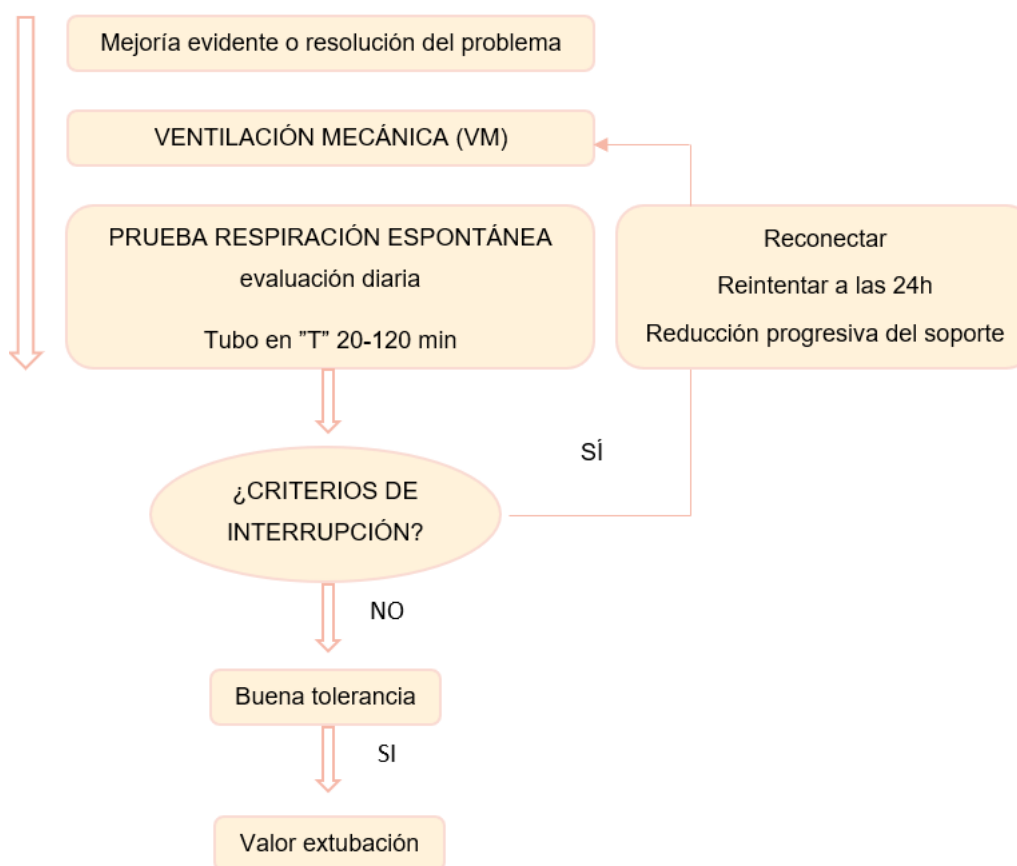 Mejoría evidente o resolución del problema
VENTILACIÓN MECÁNICA (VM)
PRUEBA RESPIRACIÓN ESPONTÁNEA
evaluación diaria
Tubo en ”T” 20-120 min
Reconectar
Reintentar a las 24h
Reducción progresiva del soporte
SÍ
¿CRITERIOS DE
INTERRUPCIÓN?
NO
Buena tolerancia
SI
Valor extubación